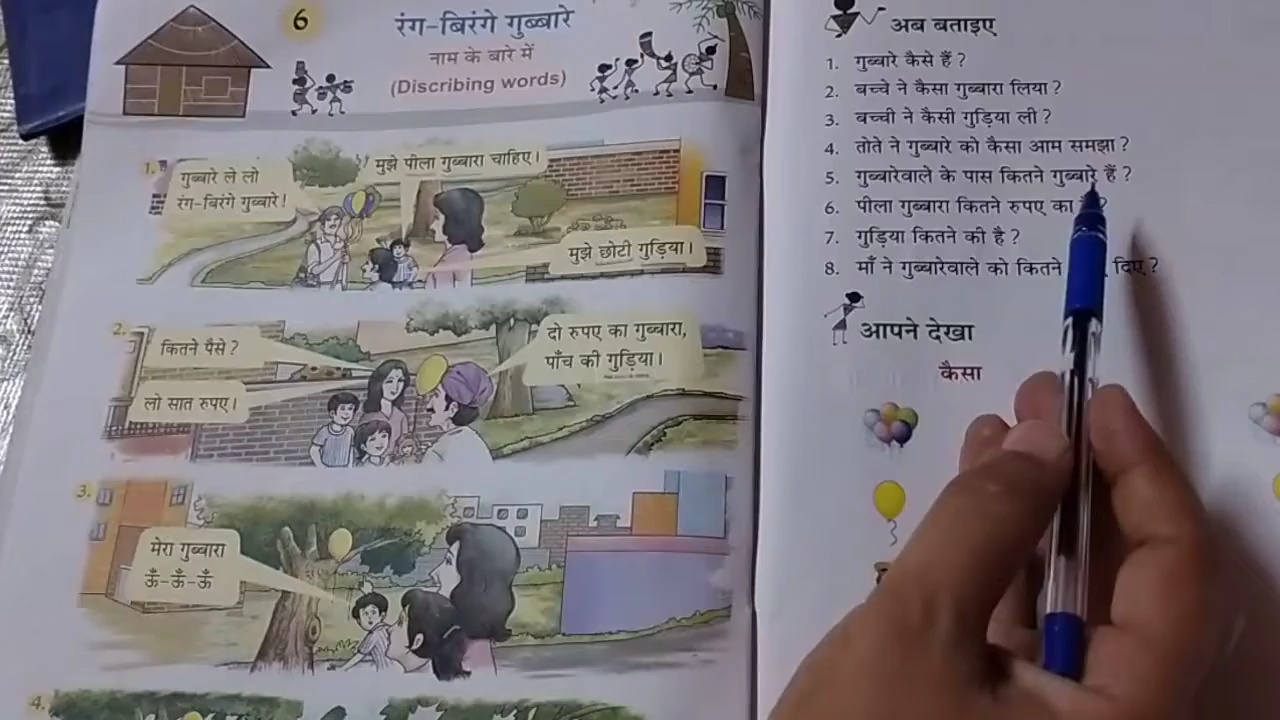 6
रंग-बिरंगे गुब्बारे
नाम के बारे में
(Discribing words)
1.
गुब्बारे ले लो
रंग-बिरंगे गुब्बारे!
मुझे पीला गुब्बारा चाहिए।
मुझे छोटी गुड़िया।
2.
कितने पैसे?
लो सात रुपए।
दो रुपए का गुब्बारा,
पाँच की गुड़िया।
3.
मेरा गुब्बारा
ऊँ-ऊँ-ऊँ
4.
अब बताइए
1. गुब्बारे कैसे हैं?
2. बच्चे ने कैसा गुब्बारा लिया?
3. बच्ची ने कैसी गुड़िया ली?
4. तोते ने गुब्बारे को कैसा आम समझा?
5. गुब्बारेवाले के पास कितने गुब्बारे हैं?
6. पीला गुब्बारा कितने रुपए का ?
7. गुड़िया कितने की है?
8. माँ ने गुब्बारेवाले को कितने दिए?
आपने देखा
कैसा